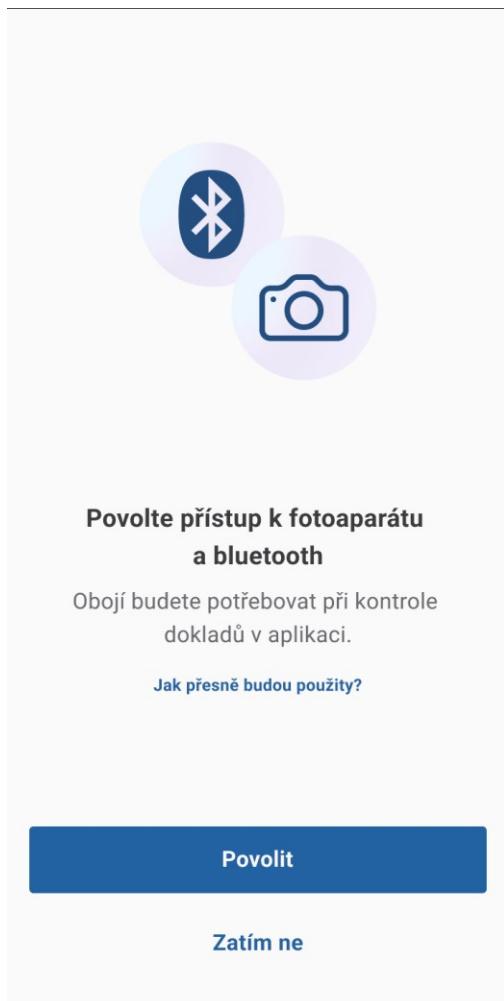 Povolte přístup k fotoaparátu
a bluetooth
Obojí budete potřebovat při kontrole
dokladů v aplikaci.
Jak přesně budou použity?
Povolit
Zatím ne